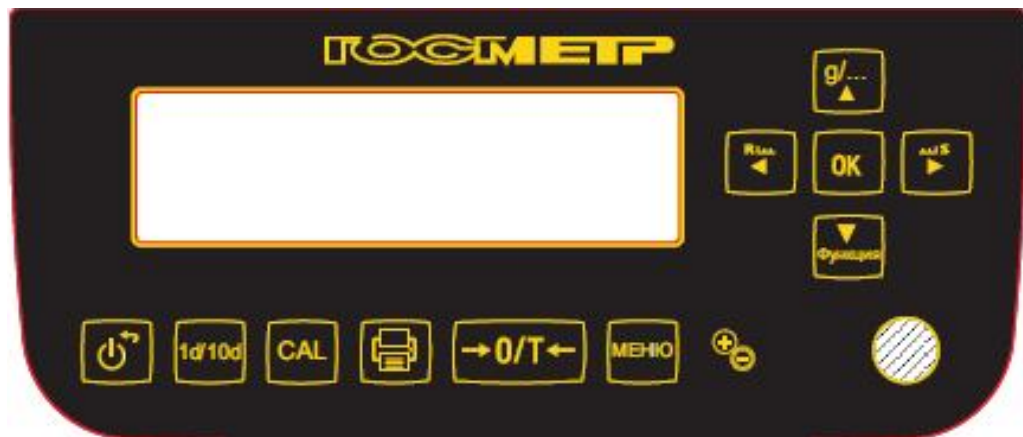 ГОСМЕТР
g/...
R
OK
S
Функция
1d/10d
CAL
→0/T←
МЕНЮ